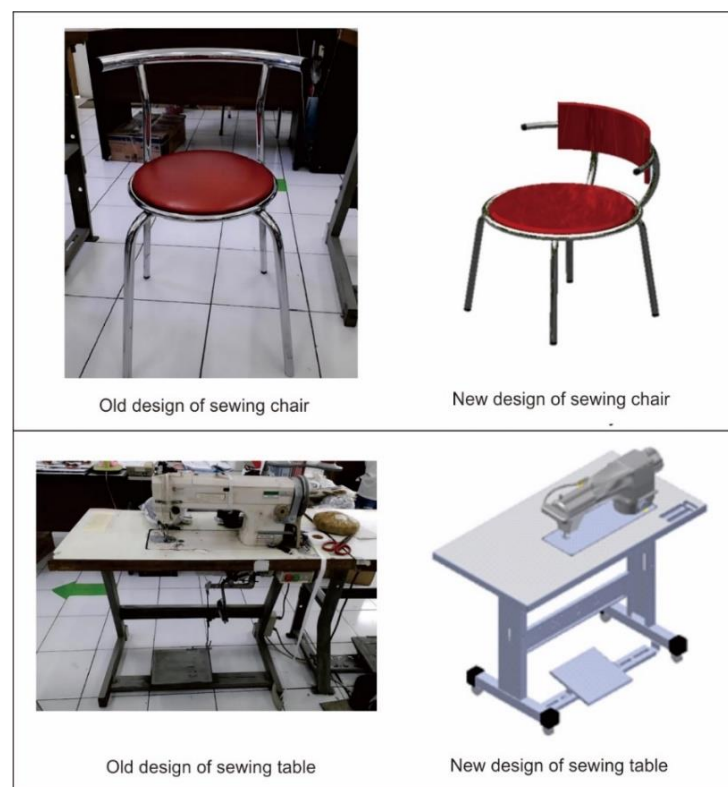 Old design of sewing chair
New design of sewing chair
Old design of sewing table
New design of sewing table